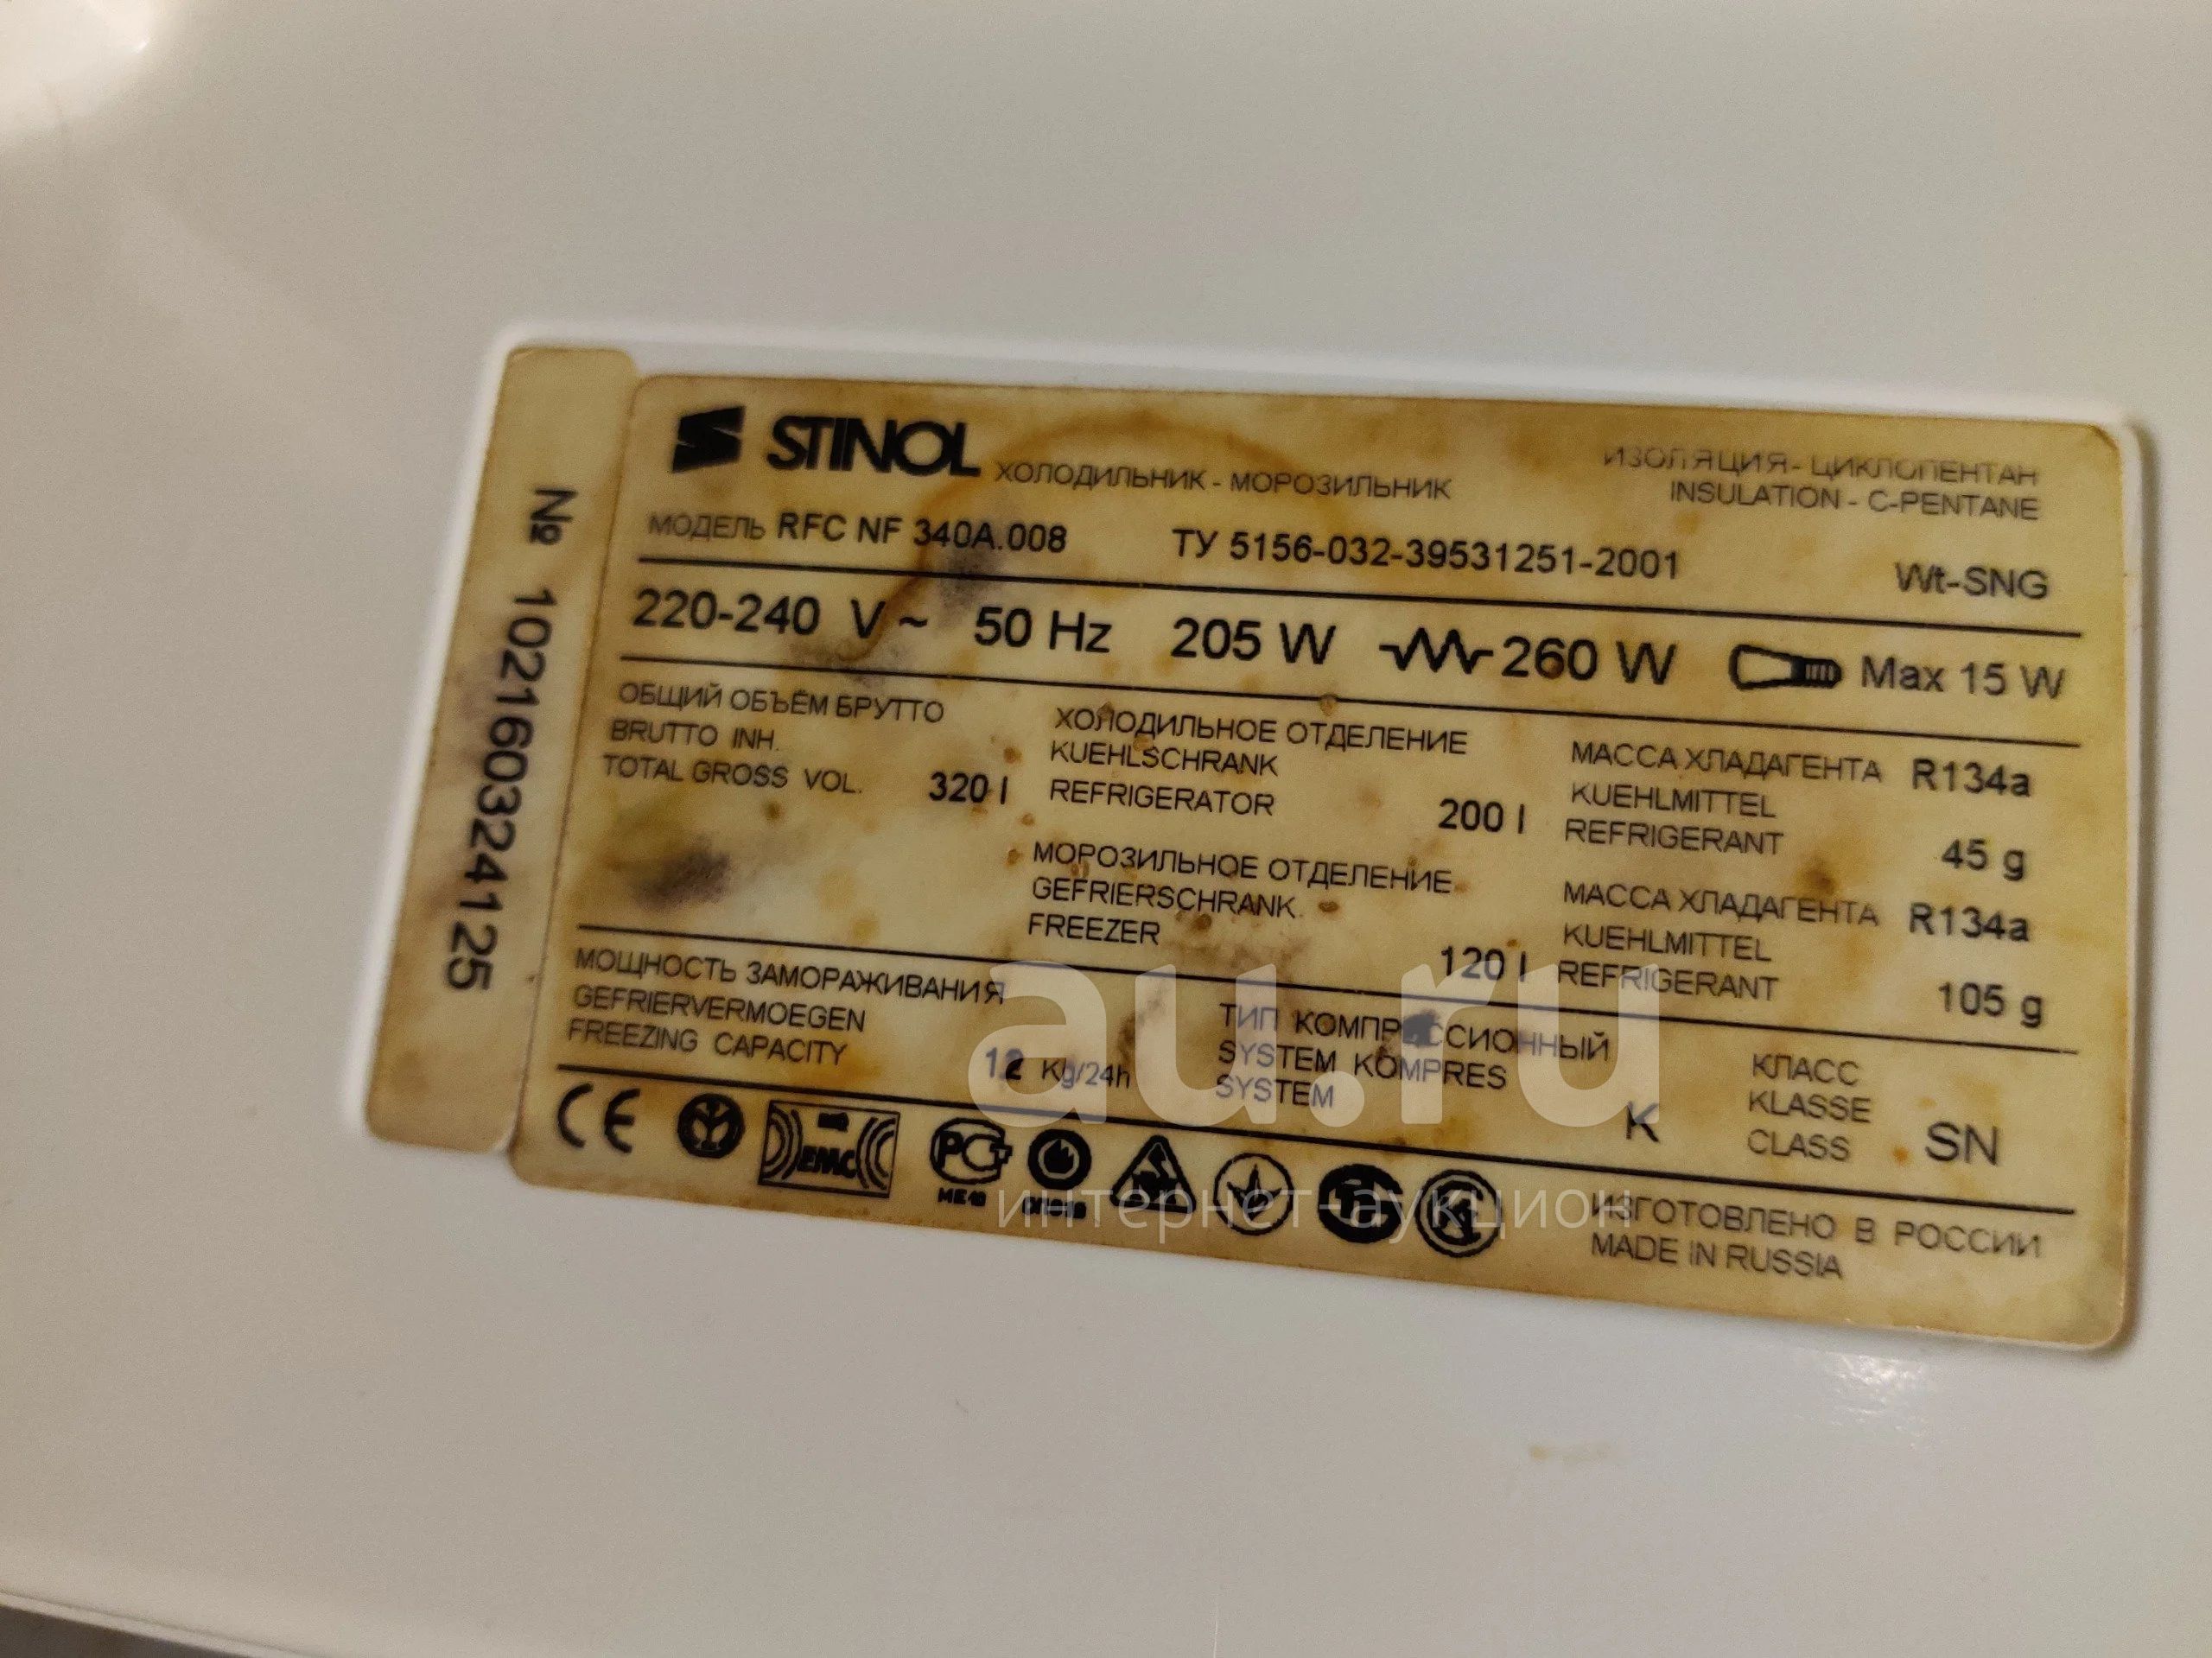 № 102160324125
STINOL ХОЛОДИЛЬНИК - МОРОЗИЛЬНИК
ИЗОЛЯЦИЯ - ЦИКЛОПЕНТАН
INSULATION - C-PENTANE
МОДЕЛЬ RFC NF 340A.008 ТУ 5156-032-39531251-2001 Wt-SNG
220-240 V ~ 50 Hz 205 W 260 W Max 15 W
ОБЩИЙ ОБЪЁМ БРУТТО
BRUTTO INH.
TOTAL GROSS VOL. 320 l
ХОЛОДИЛЬНОЕ ОТДЕЛЕНИЕ
KUEHLSCHRANK
REFRIGERATOR 200 l
МОРОЗИЛЬНОЕ ОТДЕЛЕНИЕ
GEFRIERSCHRANK
FREEZER 120 l
МАССА ХЛАДАГЕНТА R134a
KUEHLMITTEL
REFRIGERANT 45 g
МАССА ХЛАДАГЕНТА R134a
KUEHLMITTEL
REFRIGERANT 105 g
МОЩНОСТЬ ЗАМОРАЖИВАНИЯ
GEFRIERVERMOEGEN
FREEZING CAPACITY 12 Kg/24h
ТИП КОМПРЕССИОННЫЙ
SYSTEM KOMPRES
SYSTEM K
КЛАСС
KLASSE
CLASS SN
CE EMC PC
ME10
ИЗГОТОВЛЕНО В РОССИИ
MADE IN RUSSIA
au.ru
интернет-аукцион